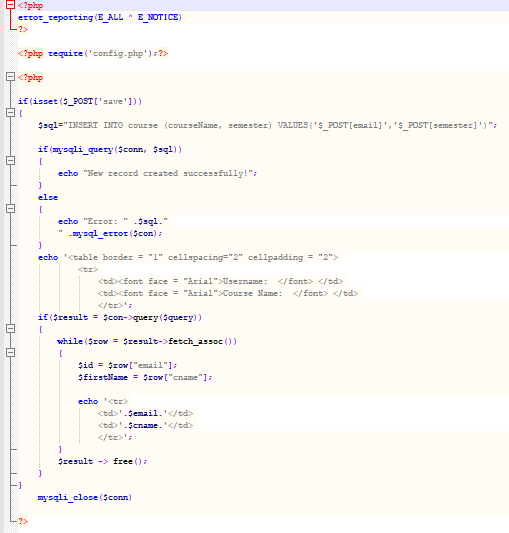 <?php
error_reporting(E_ALL ^ E_NOTICE)
?>
<?php require('config.php');?>
<?php
if(isset($_POST['save']))
{
$sql="INSERT INTO course (courseName, semester) VALUES('$_POST[email]','$_POST[semester]')";
if(mysqli_query($conn, $sql))
{
echo "New record created successfully!";
}
else
{
echo "Error: " .$sql."
" .mysql_error($con);
}
echo '<table border = "1" cellspacing="2" cellpadding = "2">
<tr>
<td><font face = "Arial">Username:  </font> </td>
<td><font face = "Arial">Course Name:  </font> </td>
</tr>';
if($result = $con->query($query))
{
while($row = $result->fetch_assoc())
{
$id = $row["email"];
$firstName = $row["cname"];
echo '<tr>
<td>'.$email.'</td>
<td>'.$cname.'</td>
</tr>';
}
$result -> free();
}
}
mysqli_close($conn)
?>